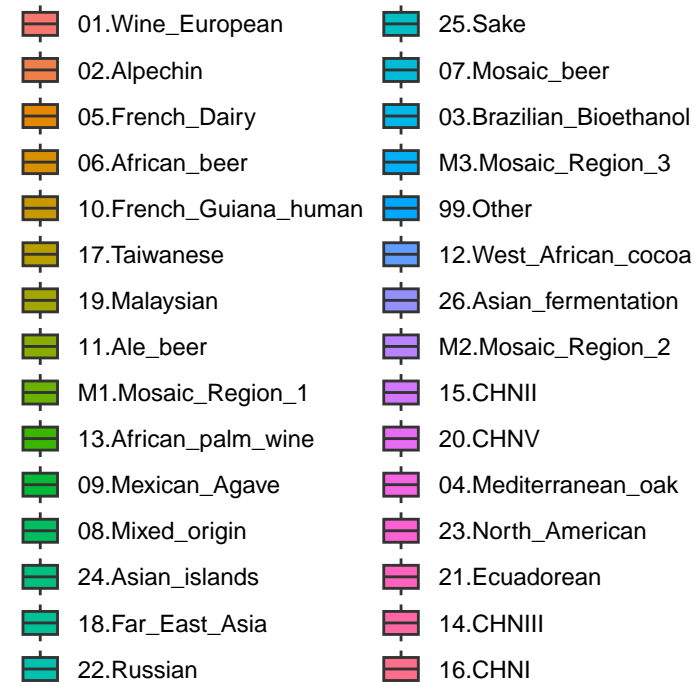 01.Wine_European
02.Alpechin
05.French_Dairy
06.African_beer
10.French_Guiana_human
17.Taiwanese
19.Malaysian
11.Ale_beer
M1.Mosaic_Region_1
13.African_palm_wine
09.Mexican_Agave
08.Mixed_origin
24.Asian_islands
18.Far_East_Asia
22.Russian
25.Sake
07.Mosaic_beer
03.Brazilian_Bioethanol
M3.Mosaic_Region_3
99.Other
12.West_African_cocoa
26.Asian_fermentation
M2.Mosaic_Region_2
15.CHNII
20.CHNV
04.Mediterranean_oak
23.North_American
21.Ecuadorean
14.CHNIII
16.CHNI